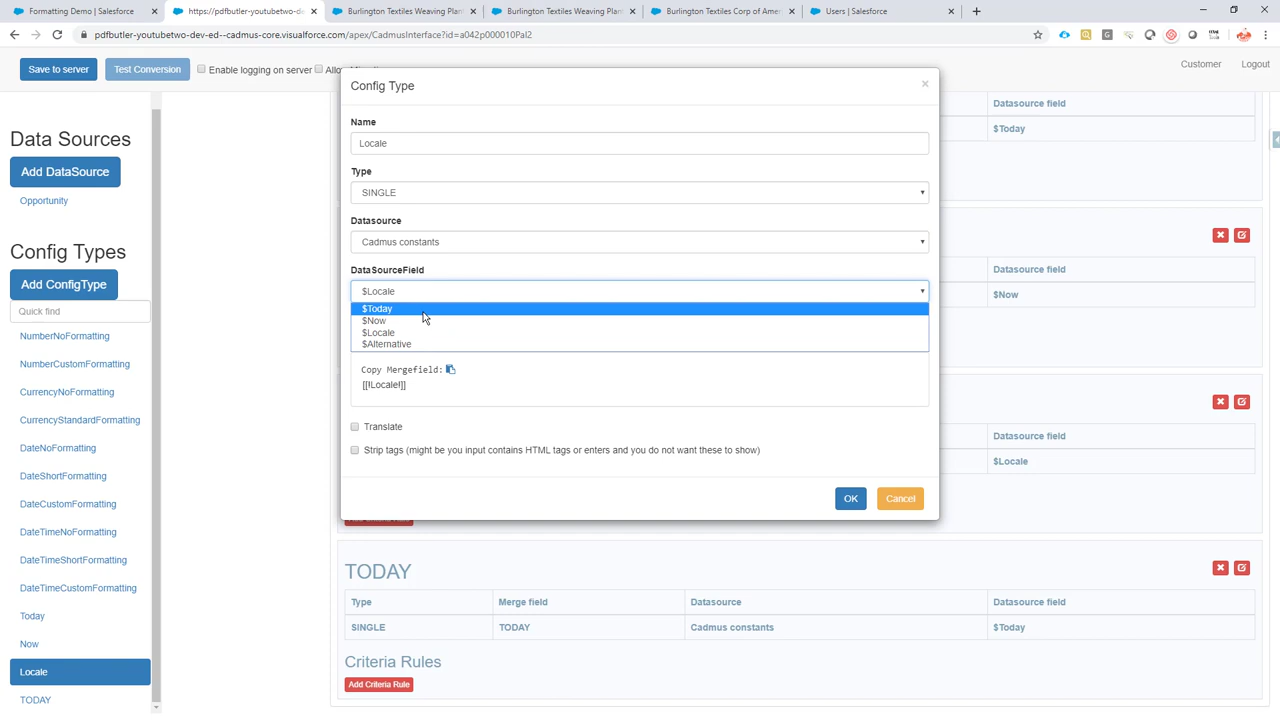 Formatting Demo | Salesforce
https://pdfbutler-youtubetwo-de
Burlington Textiles Weaving Plan
Burlington Textiles Weaving Plan
Burlington Textiles Corp of Amer
Users | Salesforce
pdfbutler-youtubetwo-dev-ed--cadmus-core.visualforce.com/apex/CadmusInterface?id=a042p000010Pal2
Save to server
Test Conversion
Enable logging on server
Customer
Logout
Data Sources
Add DataSource
Opportunity
Config Types
Add ConfigType
Quick find
NumberNoFormatting
NumberCustomFormatting
CurrencyNoFormatting
CurrencyStandardFormatting
DateNoFormatting
DateShortFormatting
DateCustomFormatting
DateTimeNoFormatting
DateTimeShortFormatting
DateTimeCustomFormatting
Today
Now
Locale
TODAY
Config Type
×
Name
Locale
Type
SINGLE
Datasource
Cadmus constants
DataSourceField
$Locale
$Today
$Now
$Locale
$Alternative
Copy Mergefield:
[[!Locale!]]
Translate
Strip tags (might be you input contains HTML tags or enters and you do not want these to show)
OK
Cancel
Datasource field
$Today
Datasource field
$Now
Datasource field
$Locale
TODAY
Type Merge field Datasource Datasource field
SINGLE TODAY Cadmus constants $Today
Criteria Rules
Add Criteria Rule